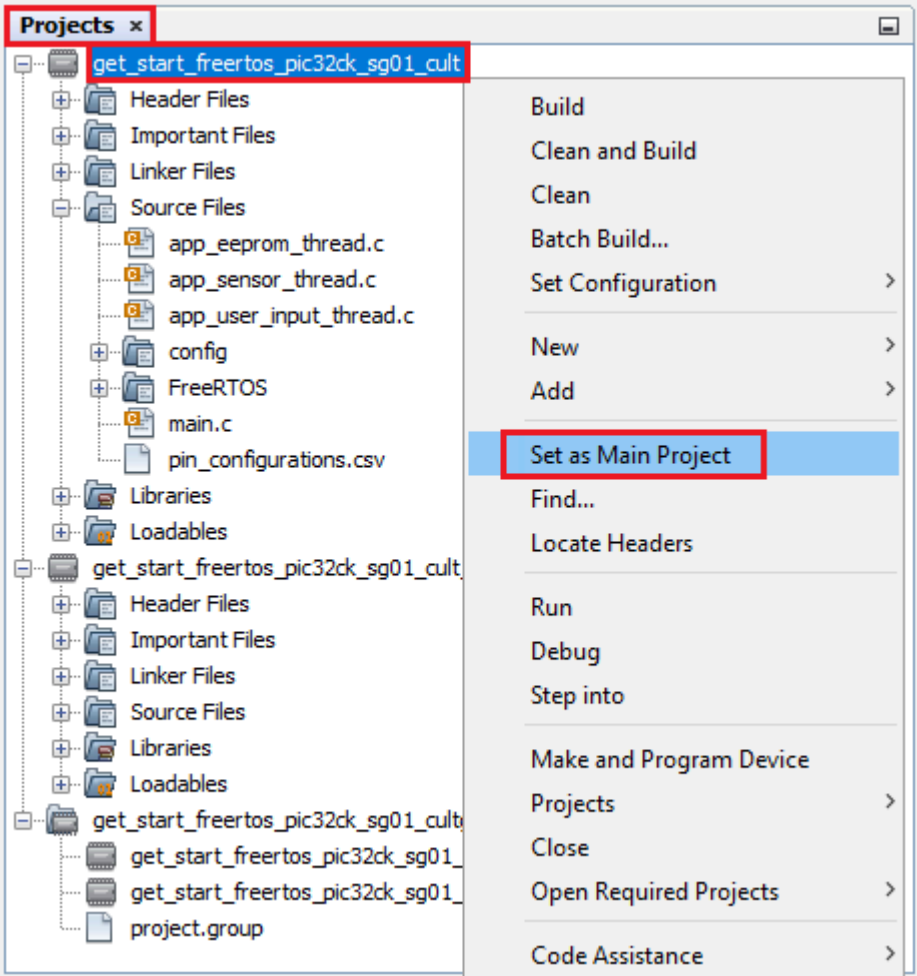 Projects ×
get_start_freertos_pic32ck_sg01_cult
Header Files
Important Files
Linker Files
Source Files
app_eeprom_thread.c
app_sensor_thread.c
app_user_input_thread.c
config
FreeRTOS
main.c
pin_configurations.csv
Libraries
Loadables
get_start_freertos_pic32ck_sg01_cult
Header Files
Important Files
Linker Files
Source Files
Libraries
Loadables
get_start_freertos_pic32ck_sg01_cult
get_start_freertos_pic32ck_sg01_
get_start_freertos_pic32ck_sg01_
project.group
Build
Clean and Build
Clean
Batch Build...
Set Configuration
New
Add
Set as Main Project
Find...
Locate Headers
Run
Debug
Step into
Make and Program Device
Projects
Close
Open Required Projects
Code Assistance